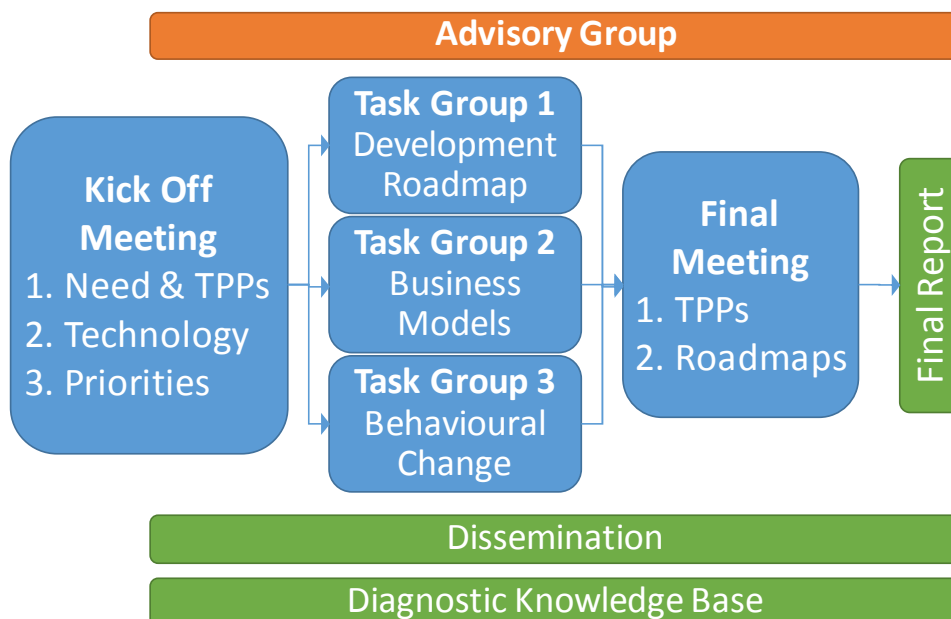 Advisory Group
Kick Off
Meeting
1. Need & TPPs
2. Technology
3. Priorities
Task Group 1
Development
Roadmap
Task Group 2
Business
Models
Task Group 3
Behavioural
Change
Final
Meeting
1. TPPs
2. Roadmaps
Final Report
Dissemination
Diagnostic Knowledge Base